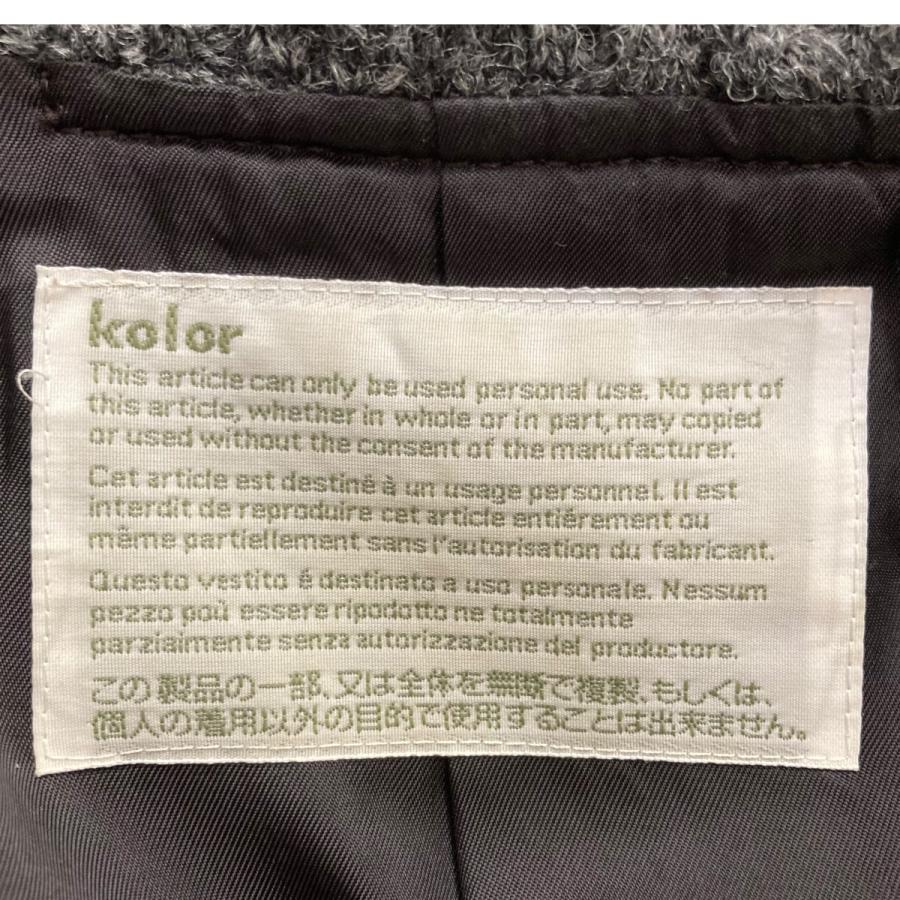 kolor
This article can only be used personal use. No part of
this article, whether in whole or in part, may copied
or used without the consent of the manufacturer.
Cet article est destiné à un usage personnel. Il est
interdit de reproduire cet article entiérement ou
même partiellement sans l'autorisation du fabricant.
Questo vestito é destinato a uso personale. Nessum
pezzo poù essere ripodotto ne totalmente
parziaimente senza autorizzazione del productore.
この製品の一部、又は全体を無断で複製、もしくは、
個人の着用以外の目的で使用することは出来ません。